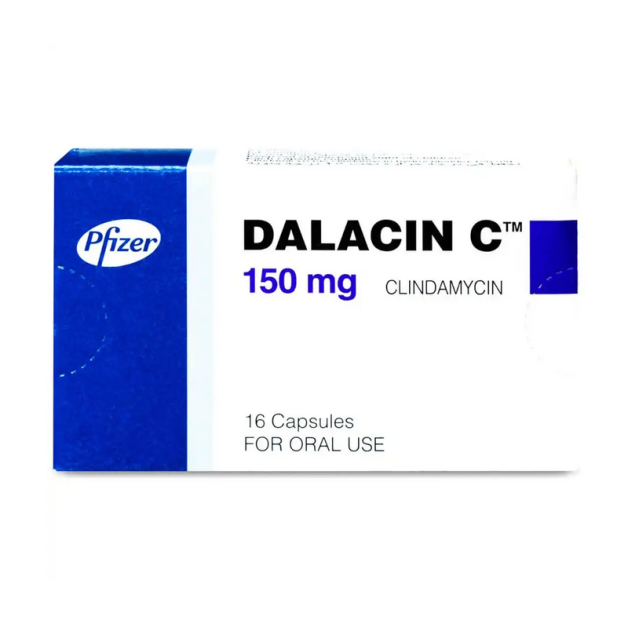 Pfizer
DALACIN C™
150 mg CLINDAMYCIN
16 Capsules
FOR ORAL USE